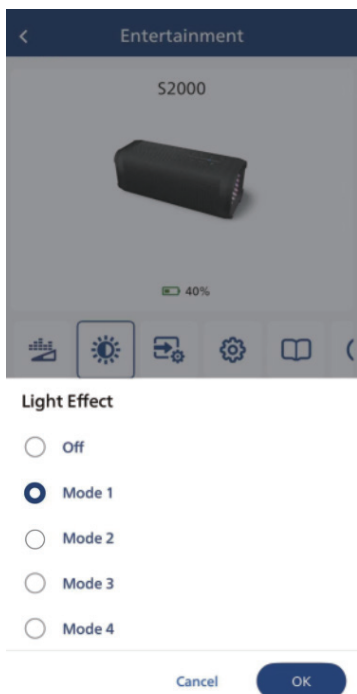 Entertainment
S2000
40%
Light Effect
Off
Mode 1
Mode 2
Mode 3
Mode 4
Cancel OK